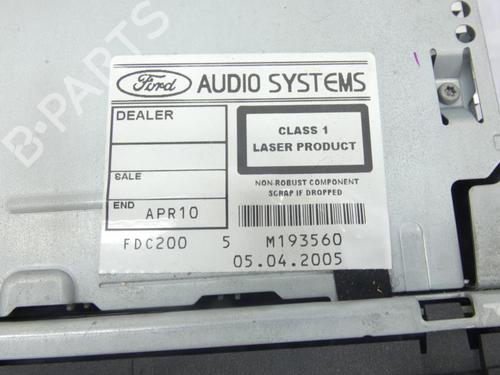 Ford AUDIO SYSTEMS
DEALER
CLASS 1
LASER PRODUCT
SALE
NON-ROBUST COMPONENT
SCRAP IF DROPPED
END APR10
FDC200 5 M193560
05.04.2005
B-PARTS